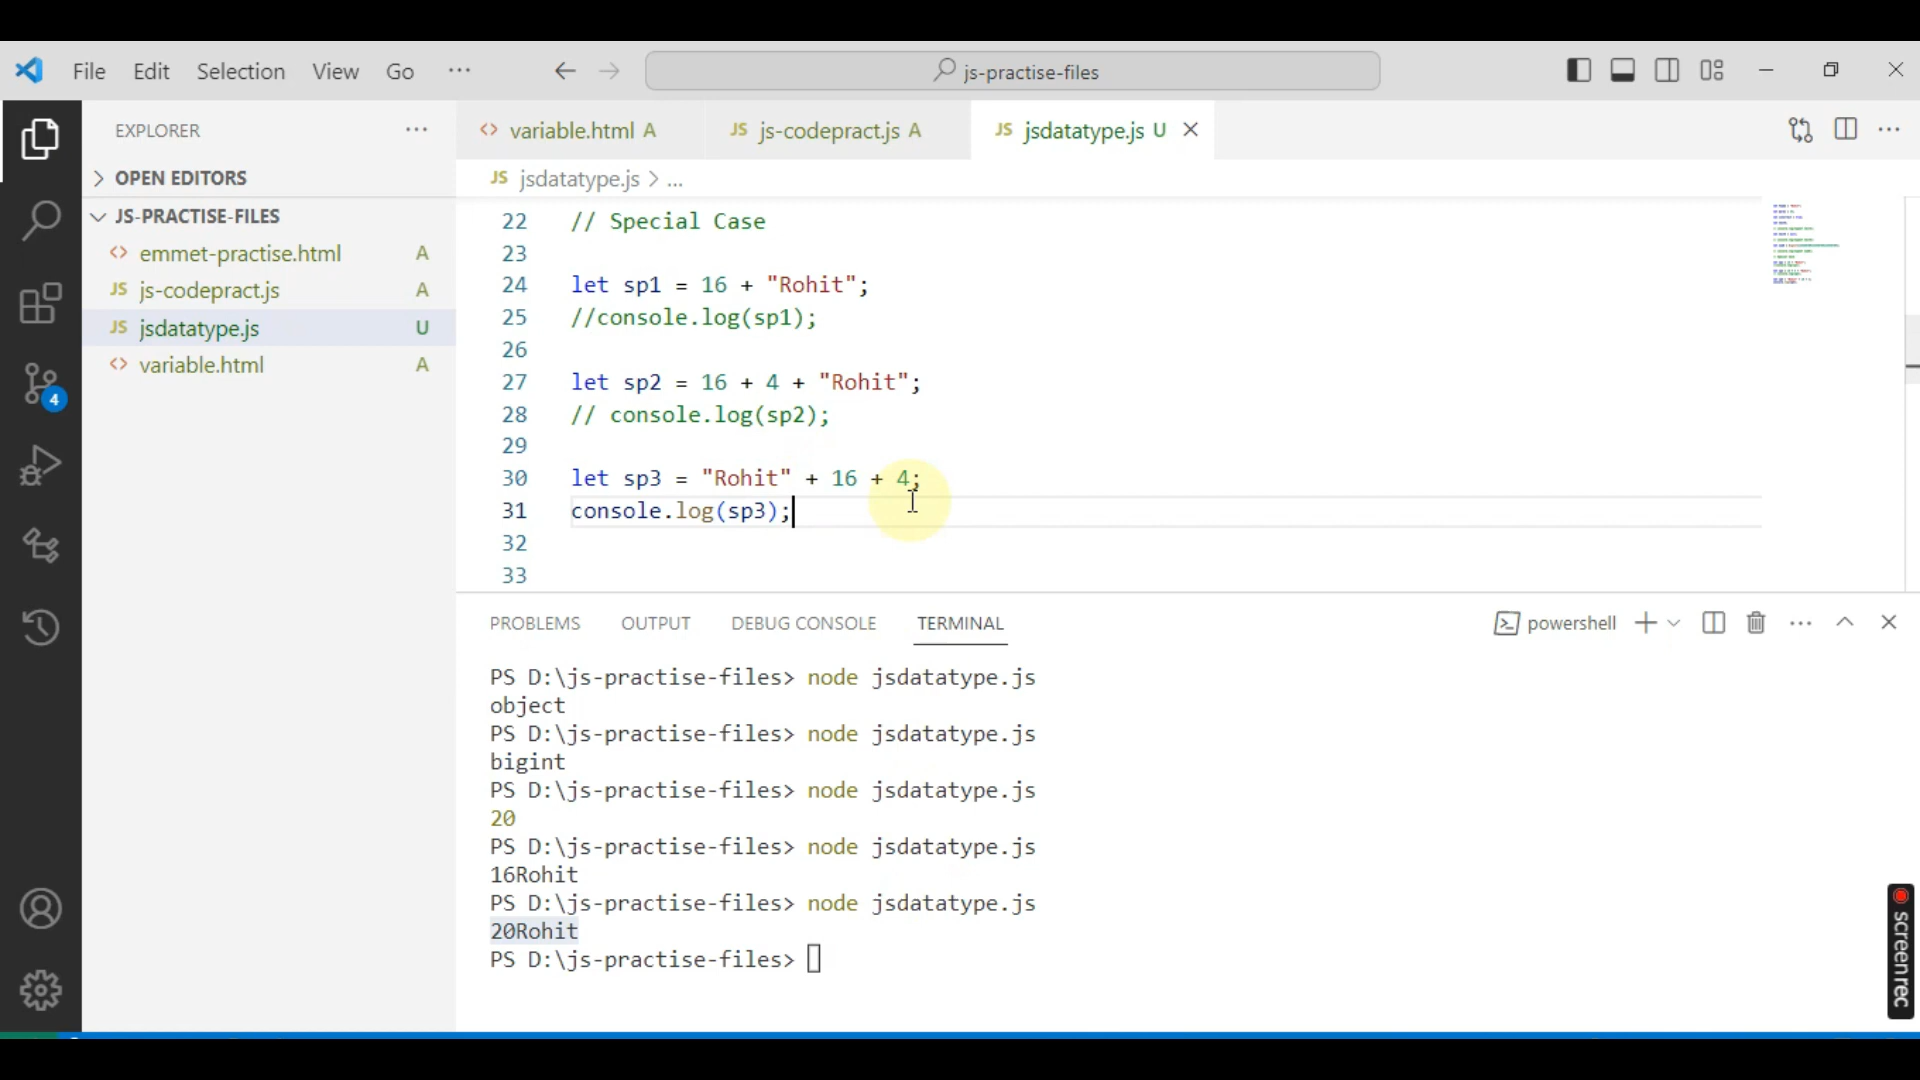 File Edit Selection View Go ··· js-practise-files
EXPLORER ···
OPEN EDITORS
JS-PRACTISE-FILES
<> emmet-practise.html A
JS js-codepract.js A
JS jsdatatype.js U
<> variable.html A
4
<> variable.html A JS js-codepract.js A JS jsdatatype.js U
JS jsdatatype.js > ...
22 // Special Case
23
24 let sp1 = 16 + "Rohit";
25 //console.log(sp1);
26
27 let sp2 = 16 + 4 + "Rohit";
28 // console.log(sp2);
29
30 let sp3 = "Rohit" + 16 + 4;
31 console.log(sp3);
32
33
PROBLEMS OUTPUT DEBUG CONSOLE TERMINAL powershell
PS D:\js-practise-files> node jsdatatype.js
object
PS D:\js-practise-files> node jsdatatype.js
bigint
PS D:\js-practise-files> node jsdatatype.js
20
PS D:\js-practise-files> node jsdatatype.js
16Rohit
PS D:\js-practise-files> node jsdatatype.js
20Rohit
PS D:\js-practise-files>
screenrec